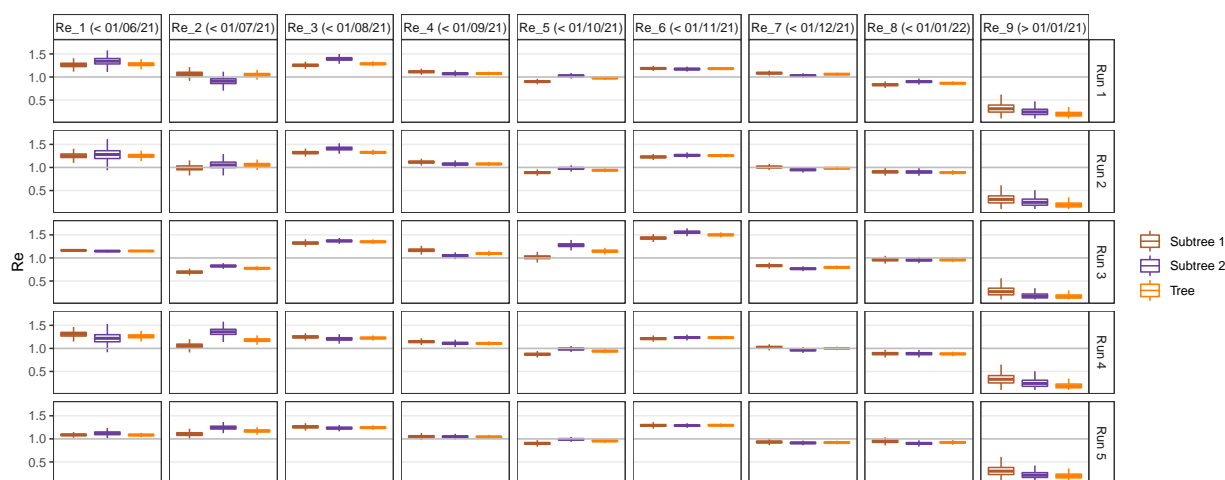 Re_1 (< 01/06/21) Re_2 (< 01/07/21) Re_3 (< 01/08/21) Re_4 (< 01/09/21) Re_5 (< 01/10/21) Re_6 (< 01/11/21) Re_7 (< 01/12/21) Re_8 (< 01/01/22) Re_9 (> 01/01/21)
1.5
1.0
0.5
Run 1
1.5
1.0
0.5
Run 2
1.5
1.0
0.5
Run 3
1.5
1.0
0.5
Run 4
1.5
1.0
0.5
Run 5
Re
Subtree 1
Subtree 2
Tree